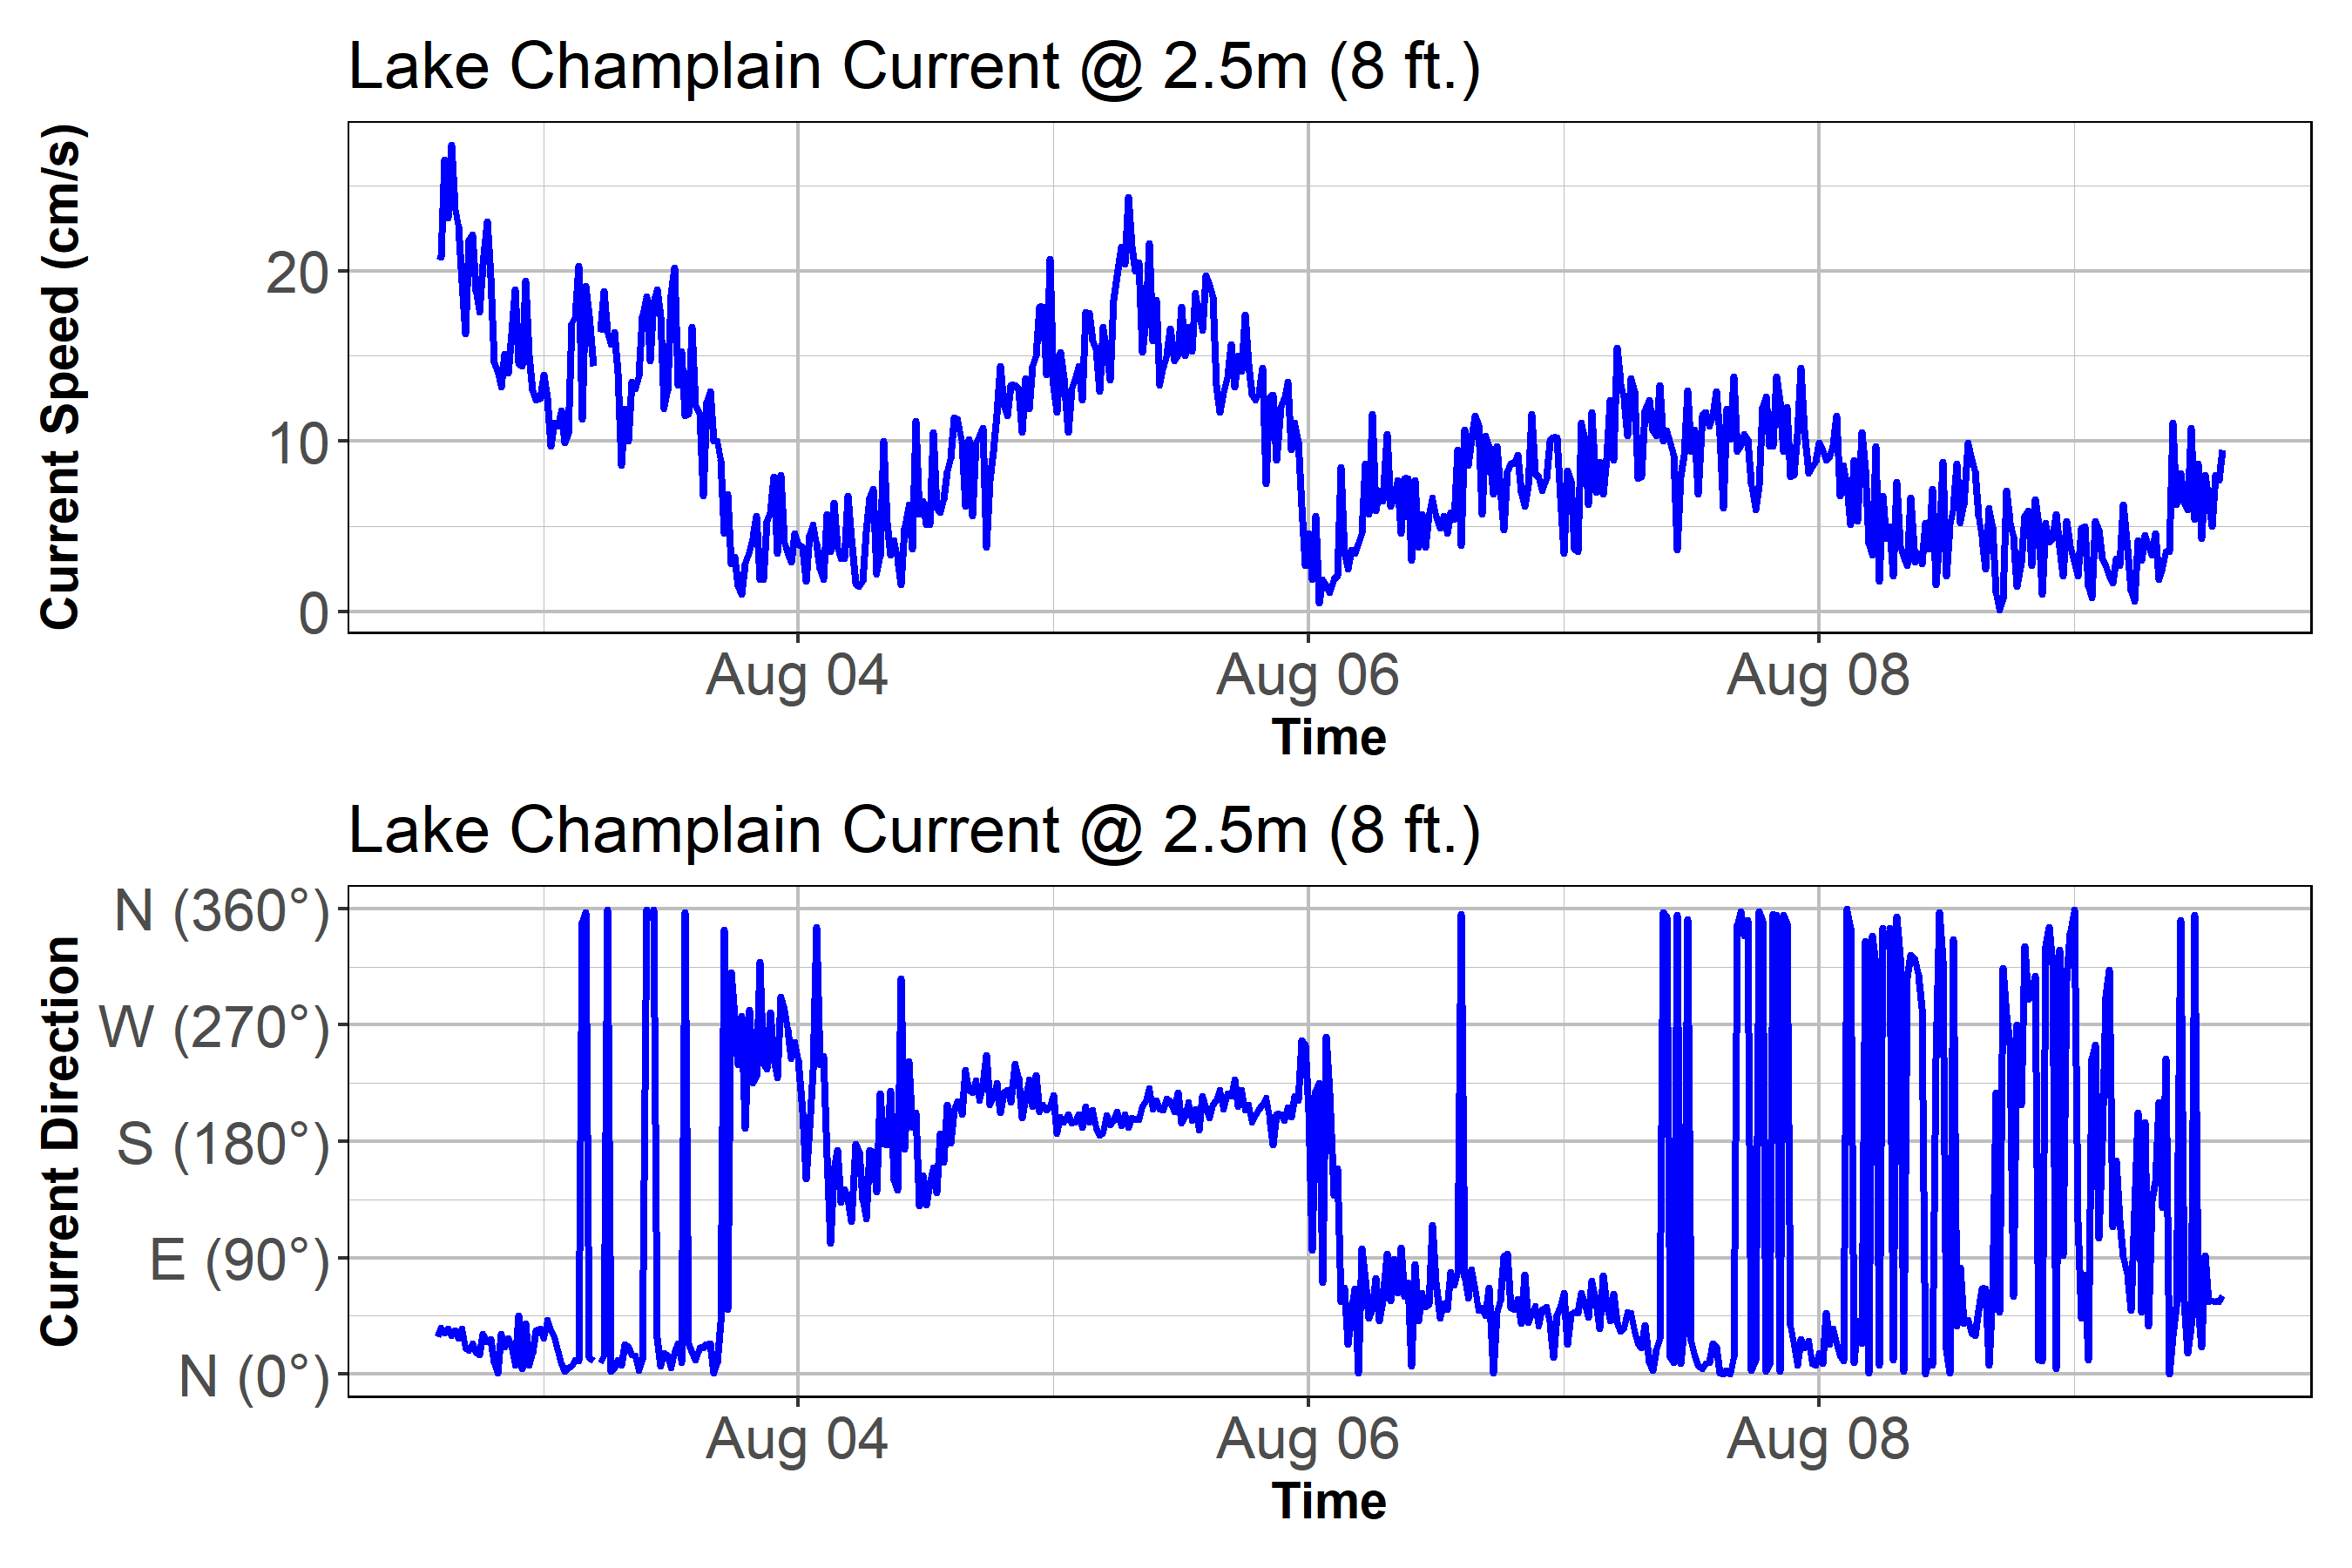 Lake Champlain Current @ 2.5m (8 ft.)
Current Speed (cm/s)
20
10
0
Aug 04
Aug 06
Aug 08
Time
Lake Champlain Current @ 2.5m (8 ft.)
Current Direction
N (360°)
W (270°)
S (180°)
E (90°)
N (0°)
Aug 04
Aug 06
Aug 08
Time